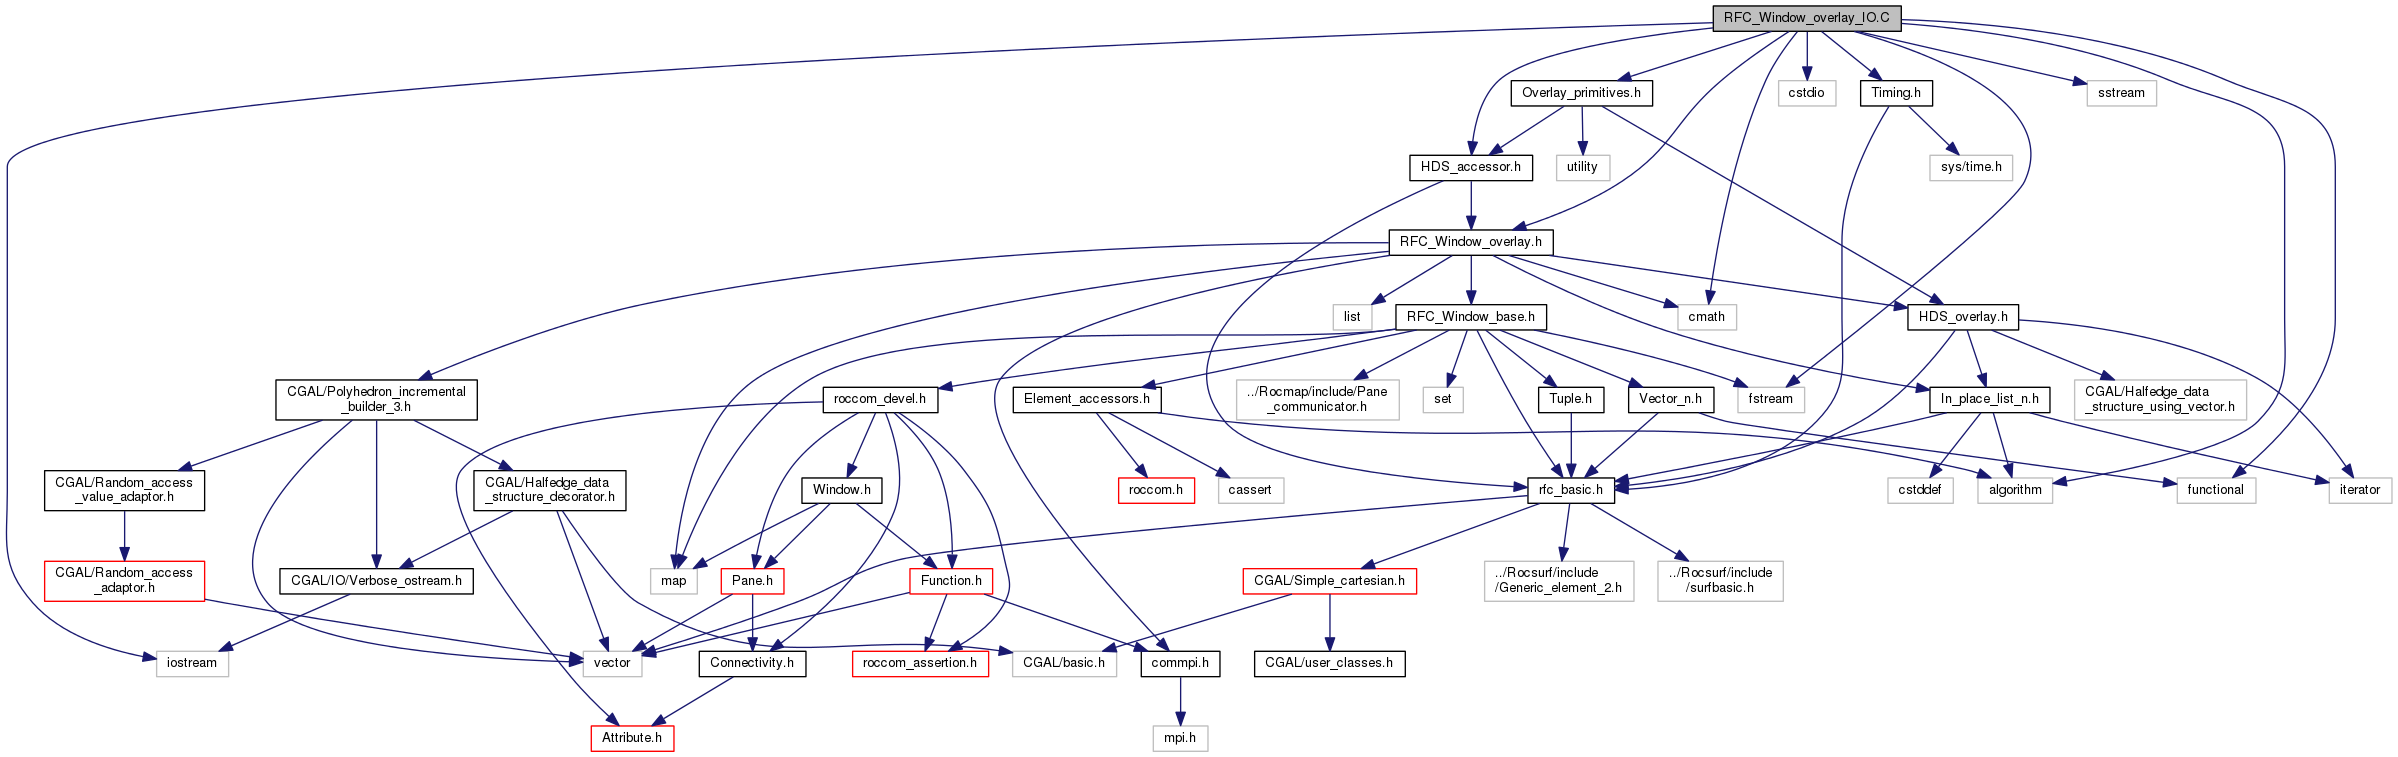 RFC_Window_overlay_IO.C
Overlay_primitives.h
cstdio
Timing.h
sstream
HDS_accessor.h
utility
sys/time.h
RFC_Window_overlay.h
list
RFC_Window_base.h
cmath
HDS_overlay.h
CGAL/Polyhedron_incremental
_builder_3.h
roccom_devel.h
Element_accessors.h
../Rocmap/include/Pane
_communicator.h
set
Tuple.h
Vector_n.h
fstream
In_place_list_n.h
CGAL/Halfedge_data
_structure_using_vector.h
CGAL/Random_access
_value_adaptor.h
CGAL/Halfedge_data
_structure_decorator.h
Window.h
roccom.h
cassert
rfc_basic.h
cstddef
algorithm
functional
iterator
CGAL/Random_access
_adaptor.h
CGAL/IO/Verbose_ostream.h
map
Pane.h
Function.h
CGAL/Simple_cartesian.h
../Rocsurf/include
/Generic_element_2.h
../Rocsurf/include
/surfbasic.h
iostream
vector
Connectivity.h
roccom_assertion.h
CGAL/basic.h
commpi.h
CGAL/user_classes.h
Attribute.h
mpi.h